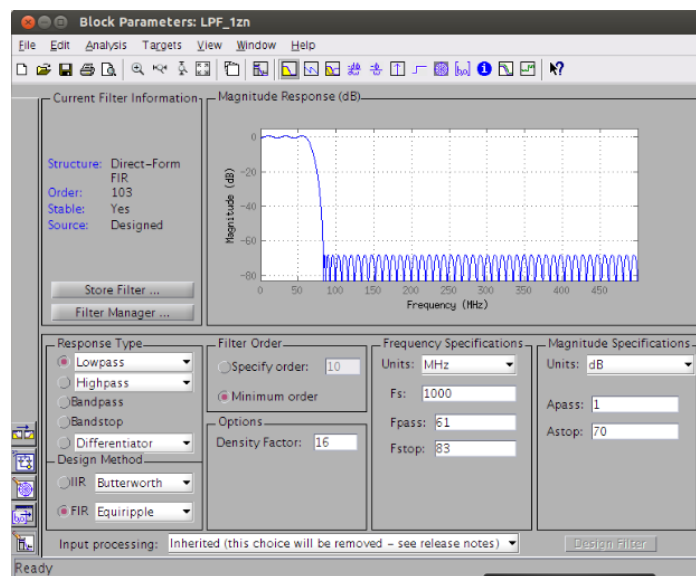 Block Parameters: LPF_1zn
File Edit Analysis Targets View Window Help
Current Filter Information
Structure: Direct-Form
FIR
Order: 103
Stable: Yes
Source: Designed
Store Filter ...
Filter Manager ...
Magnitude Response (dB)
Magnitude (dB)
0
-20
-40
-60
-80
0 50 100 150 200 250 300 350 400 450
Frequency (MHz)
Response Type
Lowpass
Highpass
Bandpass
Bandstop
Differentiator
Design Method
IIR Butterworth
FIR Equiripple
Filter Order
Specify order: 10
Minimum order
Options
Density Factor: 16
Frequency Specifications
Units: MHz
Fs: 1000
Fpass: 61
Fstop: 83
Magnitude Specifications
Units: dB
Apass: 1
Astop: 70
Input processing: Inherited (this choice will be removed - see release notes)
Design Filter
Ready